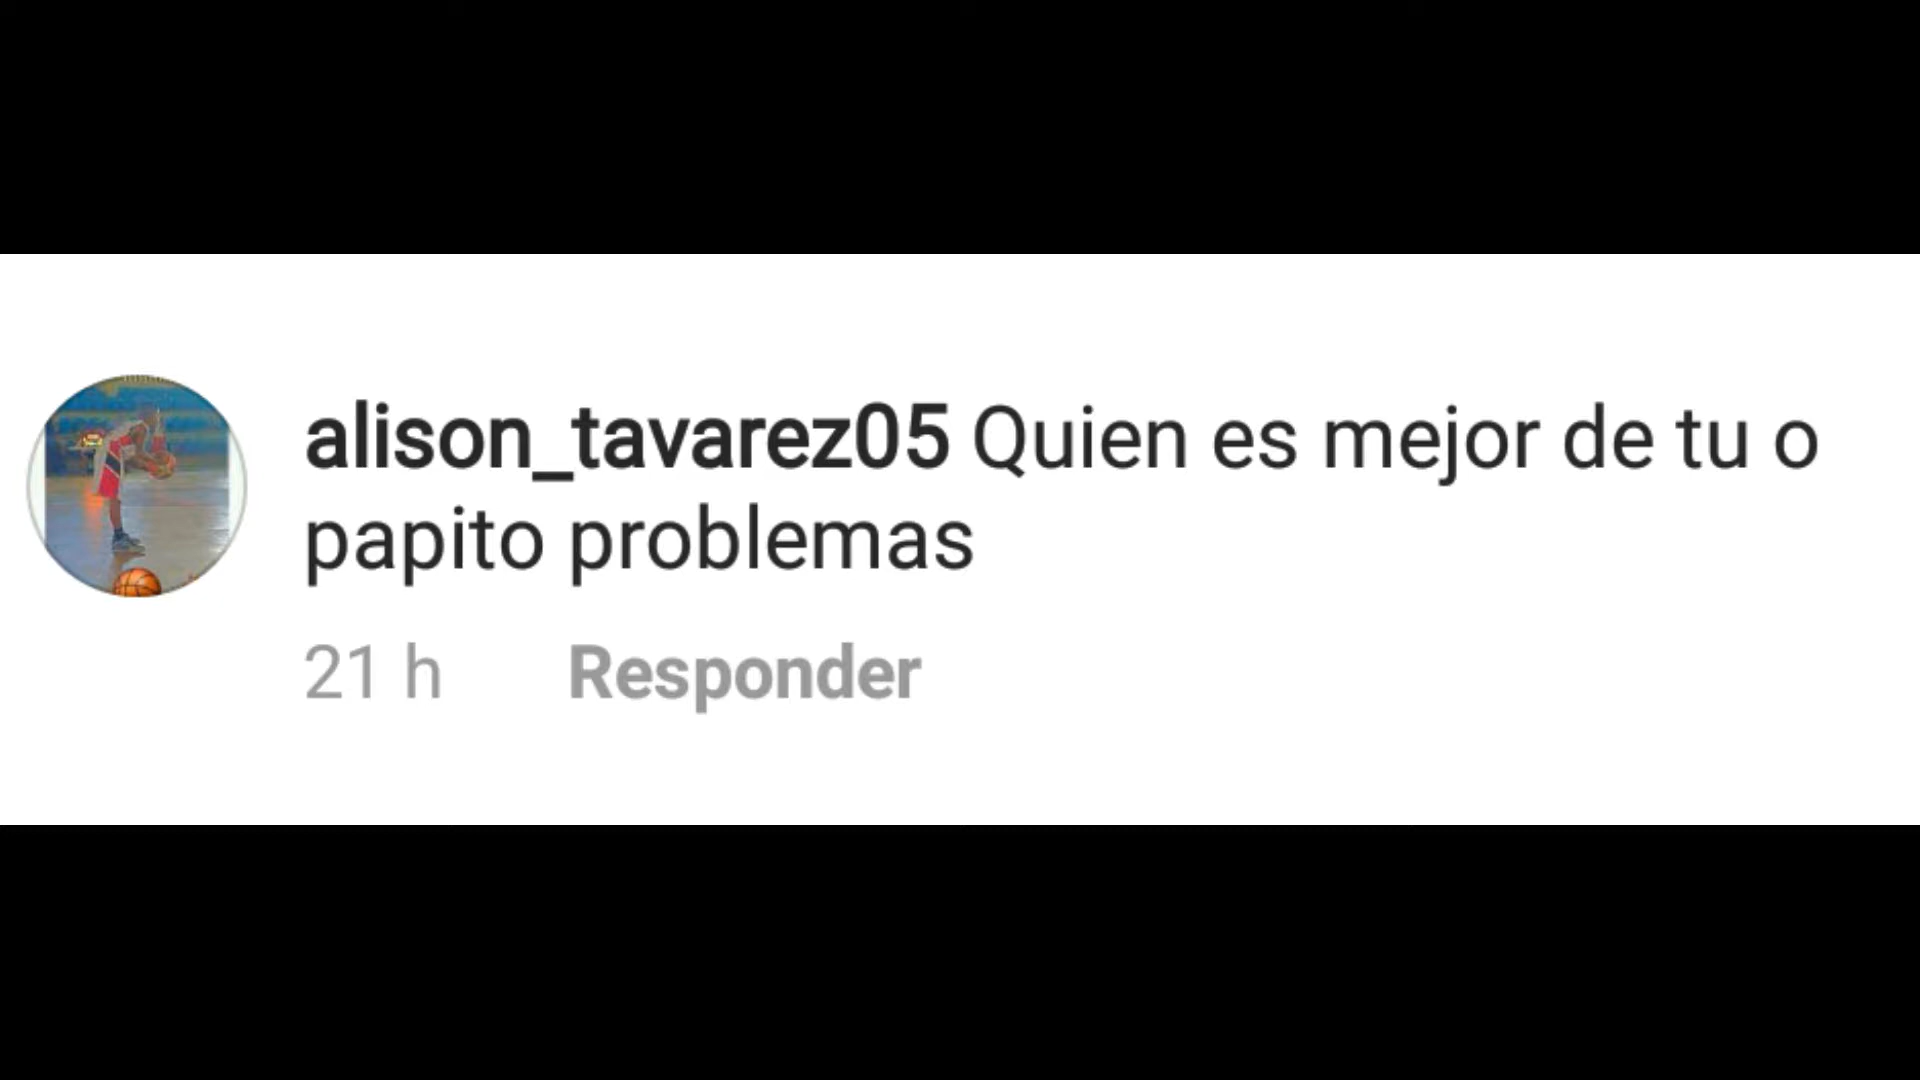 alison_tavarez05 Quien es mejor de tu o
papito problemas
21 h Responder